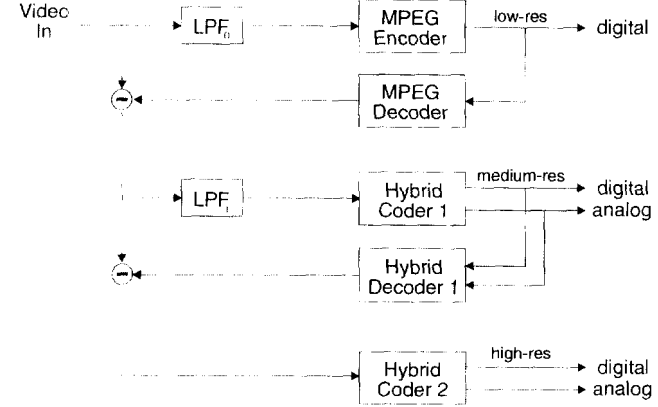 Video
In
LPF0
MPEG
Encoder
low-res
digital
MPEG
Decoder
LPF1
Hybrid
Coder 1
medium-res
digital
analog
Hybrid
Decoder 1
Hybrid
Coder 2
high-res
digital
analog